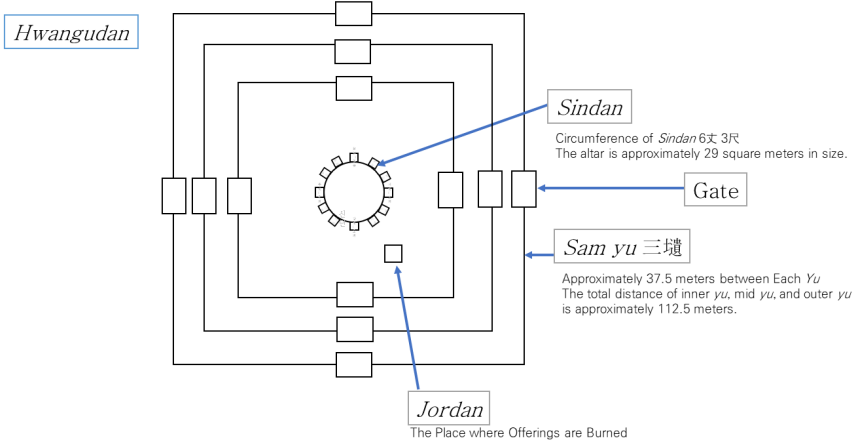 Hwangudan
Sindan
Circumference of Sindan 6丈 3尺
The altar is approximately 29 square meters in size.
Gate
Sam yu 三壝
Approximately 37.5 meters between Each Yu
The total distance of inner yu, mid yu, and outer yu
is approximately 112.5 meters.
Jordan
The Place where Offerings are Burned